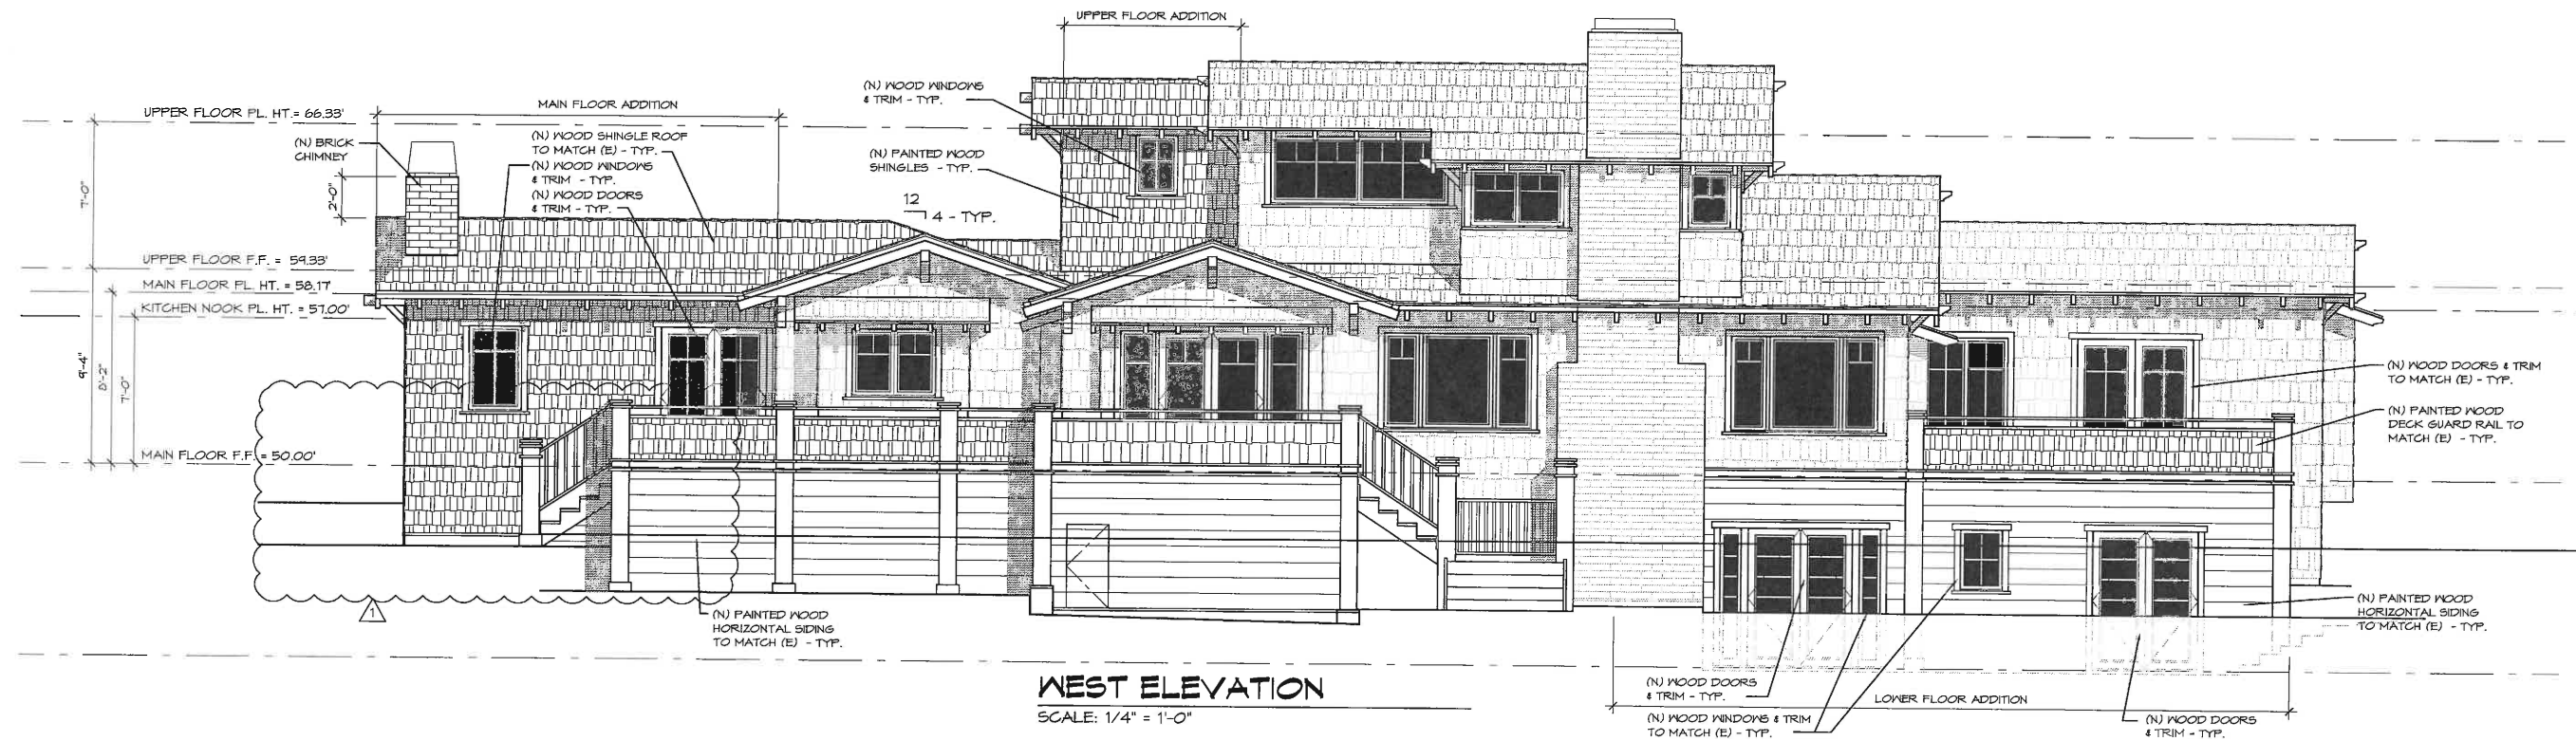 UPPER FLOOR ADDITION
(N) WOOD WINDOWS
& TRIM - TYP.
MAIN FLOOR ADDITION
UPPER FLOOR PL. HT.= 66.33'
(N) BRICK
CHIMNEY
(N) WOOD SHINGLE ROOF
TO MATCH (E) - TYP.
(N) WOOD WINDOWS
& TRIM - TYP.
(N) WOOD DOORS
& TRIM - TYP.
(N) PAINTED WOOD
SHINGLES - TYP.
7'-0"
2'-0"
12
4 - TYP.
UPPER FLOOR F.F. = 59.33'
MAIN FLOOR PL. HT. = 58.17'
KITCHEN NOOK PL. HT. = 57.00'
9'-4"
8'-2"
7'-0"
MAIN FLOOR F.F. = 50.00'
(N) WOOD DOORS & TRIM
TO MATCH (E) - TYP.
(N) PAINTED WOOD
DECK GUARD RAIL TO
MATCH (E) - TYP.
1
(N) PAINTED WOOD
HORIZONTAL SIDING
TO MATCH (E) - TYP.
(N) PAINTED WOOD
HORIZONTAL SIDING
TO MATCH (E) - TYP.
WEST ELEVATION
SCALE: 1/4" = 1'-0"
(N) WOOD DOORS
& TRIM - TYP.
LOWER FLOOR ADDITION
(N) WOOD WINDOWS & TRIM
TO MATCH (E) - TYP.
(N) WOOD DOORS
& TRIM - TYP.